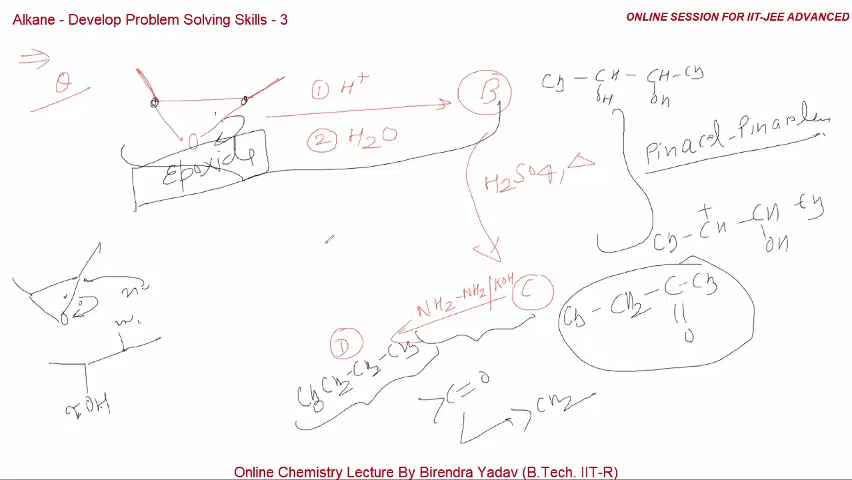 Alkane - Develop Problem Solving Skills - 3
ONLINE SESSION FOR IIT-JEE ADVANCED
Q
① H+
② H2O
B
CH3 - CH - CH - CH3
OH OH
O
Epoxide
H2SO4, Δ
Pinacol-Pinacolone
CH3 - CH - CH - CH3
+
OH
NH2-NH2/KOH
C
D
CH3 - CH2 - C - CH3
O
CH3CH2-CH2-CH3
C=O
CH2
OH
Online Chemistry Lecture By Birendra Yadav (B.Tech. IIT-R)